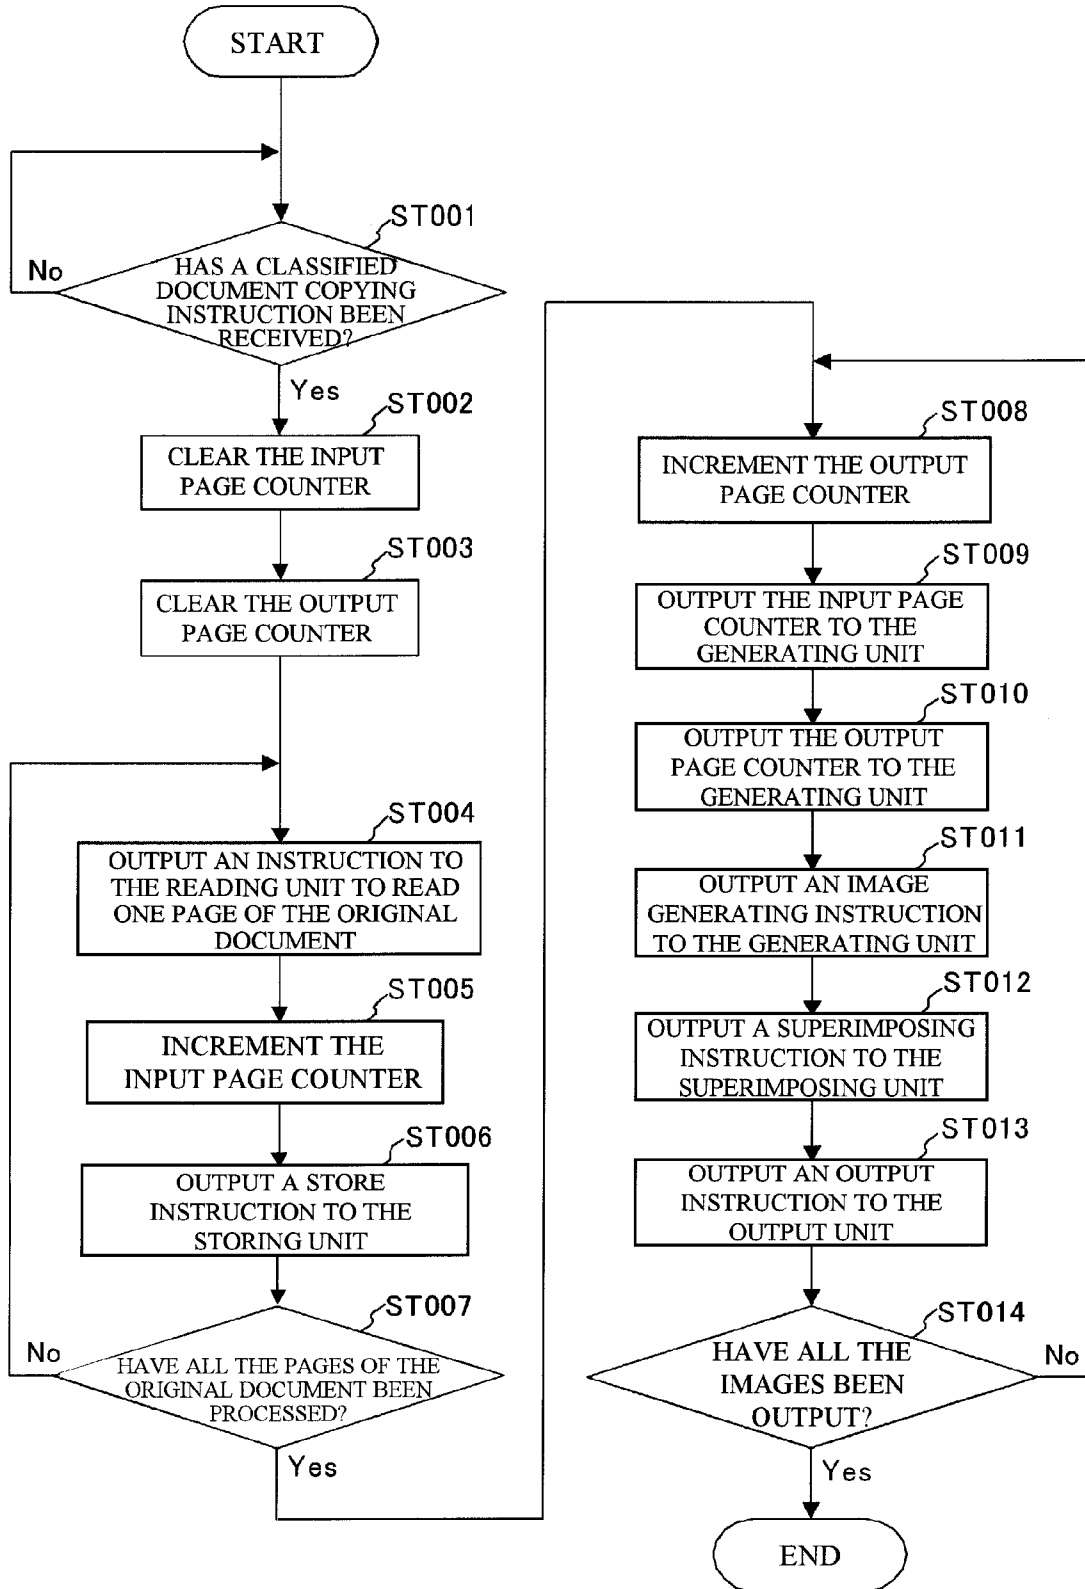 START
ST001
No
HAS A CLASSIFIED
DOCUMENT COPYING
INSTRUCTION BEEN
RECEIVED?
Yes
ST002
CLEAR THE INPUT
PAGE COUNTER
ST003
CLEAR THE OUTPUT
PAGE COUNTER
ST004
OUTPUT AN INSTRUCTION TO
THE READING UNIT TO READ
ONE PAGE OF THE ORIGINAL
DOCUMENT
ST005
INCREMENT THE
INPUT PAGE COUNTER
ST006
OUTPUT A STORE
INSTRUCTION TO THE
STORING UNIT
ST007
No
HAVE ALL THE PAGES OF THE
ORIGINAL DOCUMENT BEEN
PROCESSED?
Yes
ST008
INCREMENT THE OUTPUT
PAGE COUNTER
ST009
OUTPUT THE INPUT PAGE
COUNTER TO THE
GENERATING UNIT
ST010
OUTPUT THE OUTPUT
PAGE COUNTER TO THE
GENERATING UNIT
ST011
OUTPUT AN IMAGE
GENERATING INSTRUCTION
TO THE GENERATING UNIT
ST012
OUTPUT A SUPERIMPOSING
INSTRUCTION TO THE
SUPERIMPOSING UNIT
ST013
OUTPUT AN OUTPUT
INSTRUCTION TO THE
OUTPUT UNIT
ST014
HAVE ALL THE
IMAGES BEEN
OUTPUT?
No
Yes
END